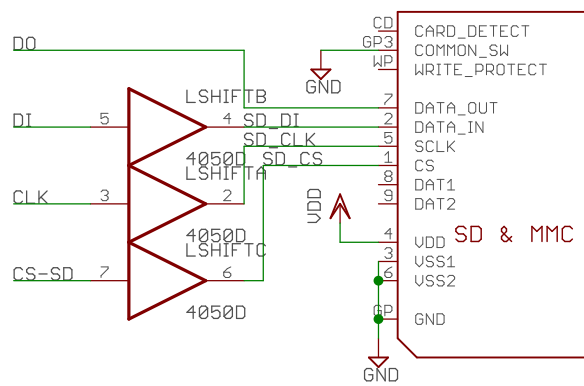 CD CARD_DETECT
DO GP3 COMMON_SW
WP WRITE_PROTECT
GND
LSHIFTB 7 DATA_OUT
DI 5 4 SD_DI 2 DATA_IN
SD_CLK 5 SCLK
4050D SD_CS 1 CS
LSHIFTA 8 DAT1
CLK 3 2 VDD 9 DAT2
4050D 4 VDD SD & MMC
LSHIFTC 3 VSS1
CS-SD 7 6 6 VSS2
4050D GP GND
GND